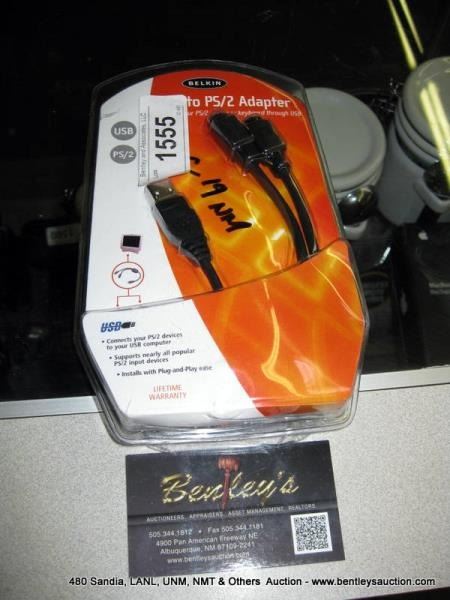 BELKIN
to PS/2 Adapter
your PS/2 keyboard through USB
USB
PS/2
Bentley and Associates, LLC
1555
19 NM
USB
• Connects your PS/2 devices
to your USB computer
• Supports nearly all popular
PS/2 input devices
• Installs with Plug-and-Play ease
LIFETIME
WARRANTY
Bentley's
AUCTIONEERS, APPRAISERS, ASSET MANAGEMENT, REALTORS
505.344.1812 • Fax 505.344.1181
4900 Pan American Freeway NE
Albuquerque, NM 87109-2241
www.bentleysauction.com
480 Sandia, LANL, UNM, NMT & Others Auction - www.bentleysauction.com